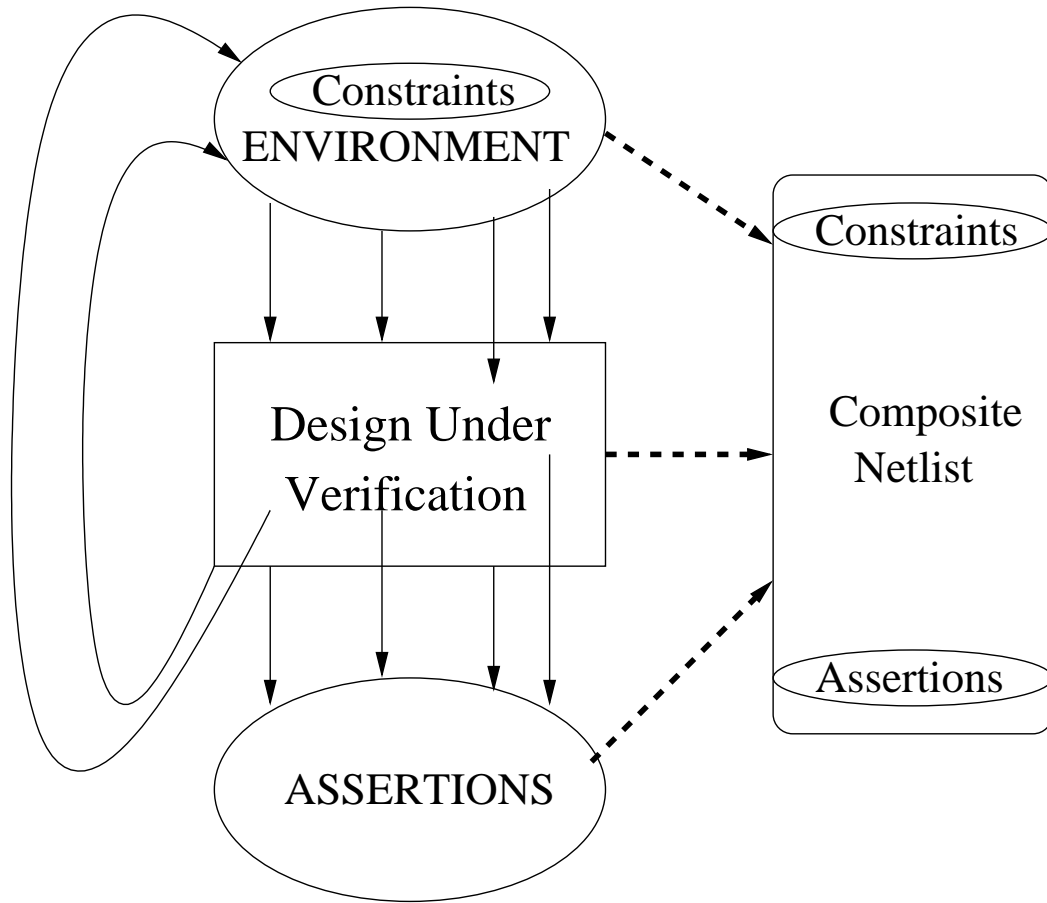 Constraints
ENVIRONMENT
Design Under
Verification
ASSERTIONS
Constraints
Composite
Netlist
Assertions